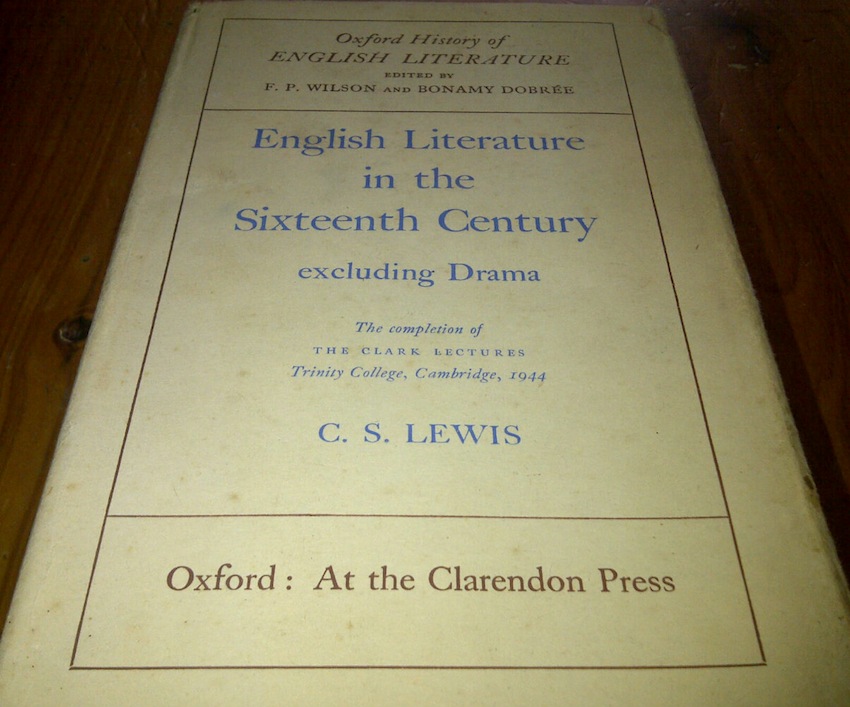 Oxford History of
ENGLISH LITERATURE
EDITED BY
F. P. WILSON AND BONAMY DOBRÉE
English Literature
in the
Sixteenth Century
excluding Drama
The completion of
THE CLARK LECTURES
Trinity College, Cambridge, 1944
C. S. LEWIS
Oxford: At the Clarendon Press